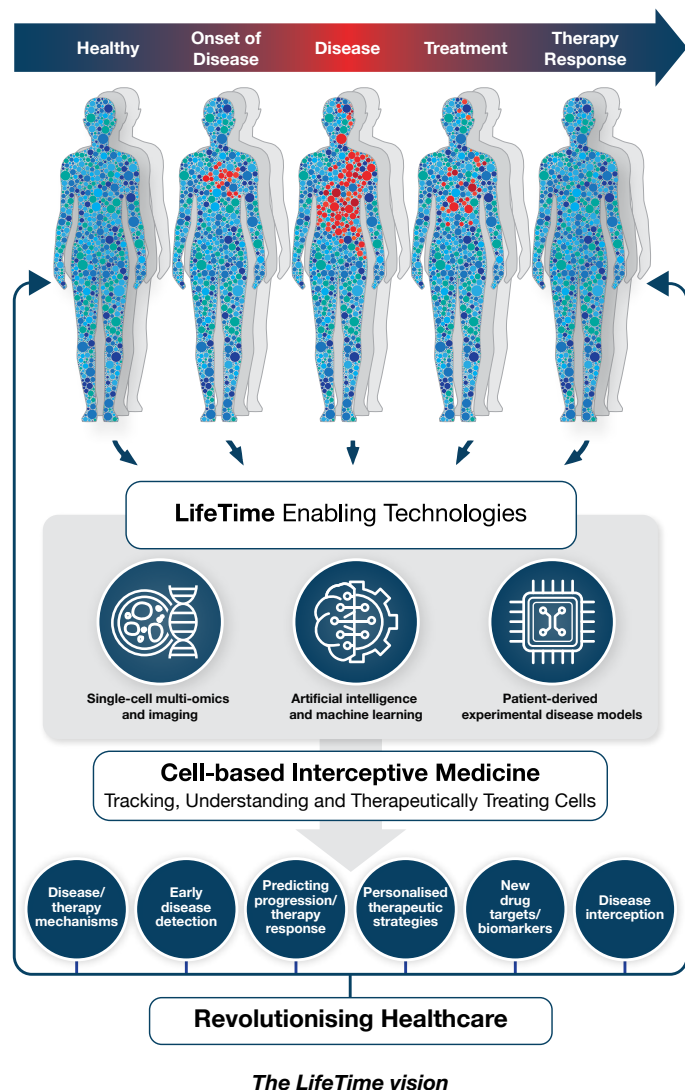 Healthy
Onset of
Disease
Disease
Treatment
Therapy
Response
LifeTime Enabling Technologies
Single-cell multi-omics
and imaging
Artificial intelligence
and machine learning
Patient-derived
experimental disease models
Cell-based Interceptive Medicine
Tracking, Understanding and Therapeutically Treating Cells
Disease/
therapy
mechanisms
Early
disease
detection
Predicting
progression/
therapy
response
Personalised
therapeutic
strategies
New
drug
targets/
biomarkers
Disease
interception
Revolutionising Healthcare
The LifeTime vision